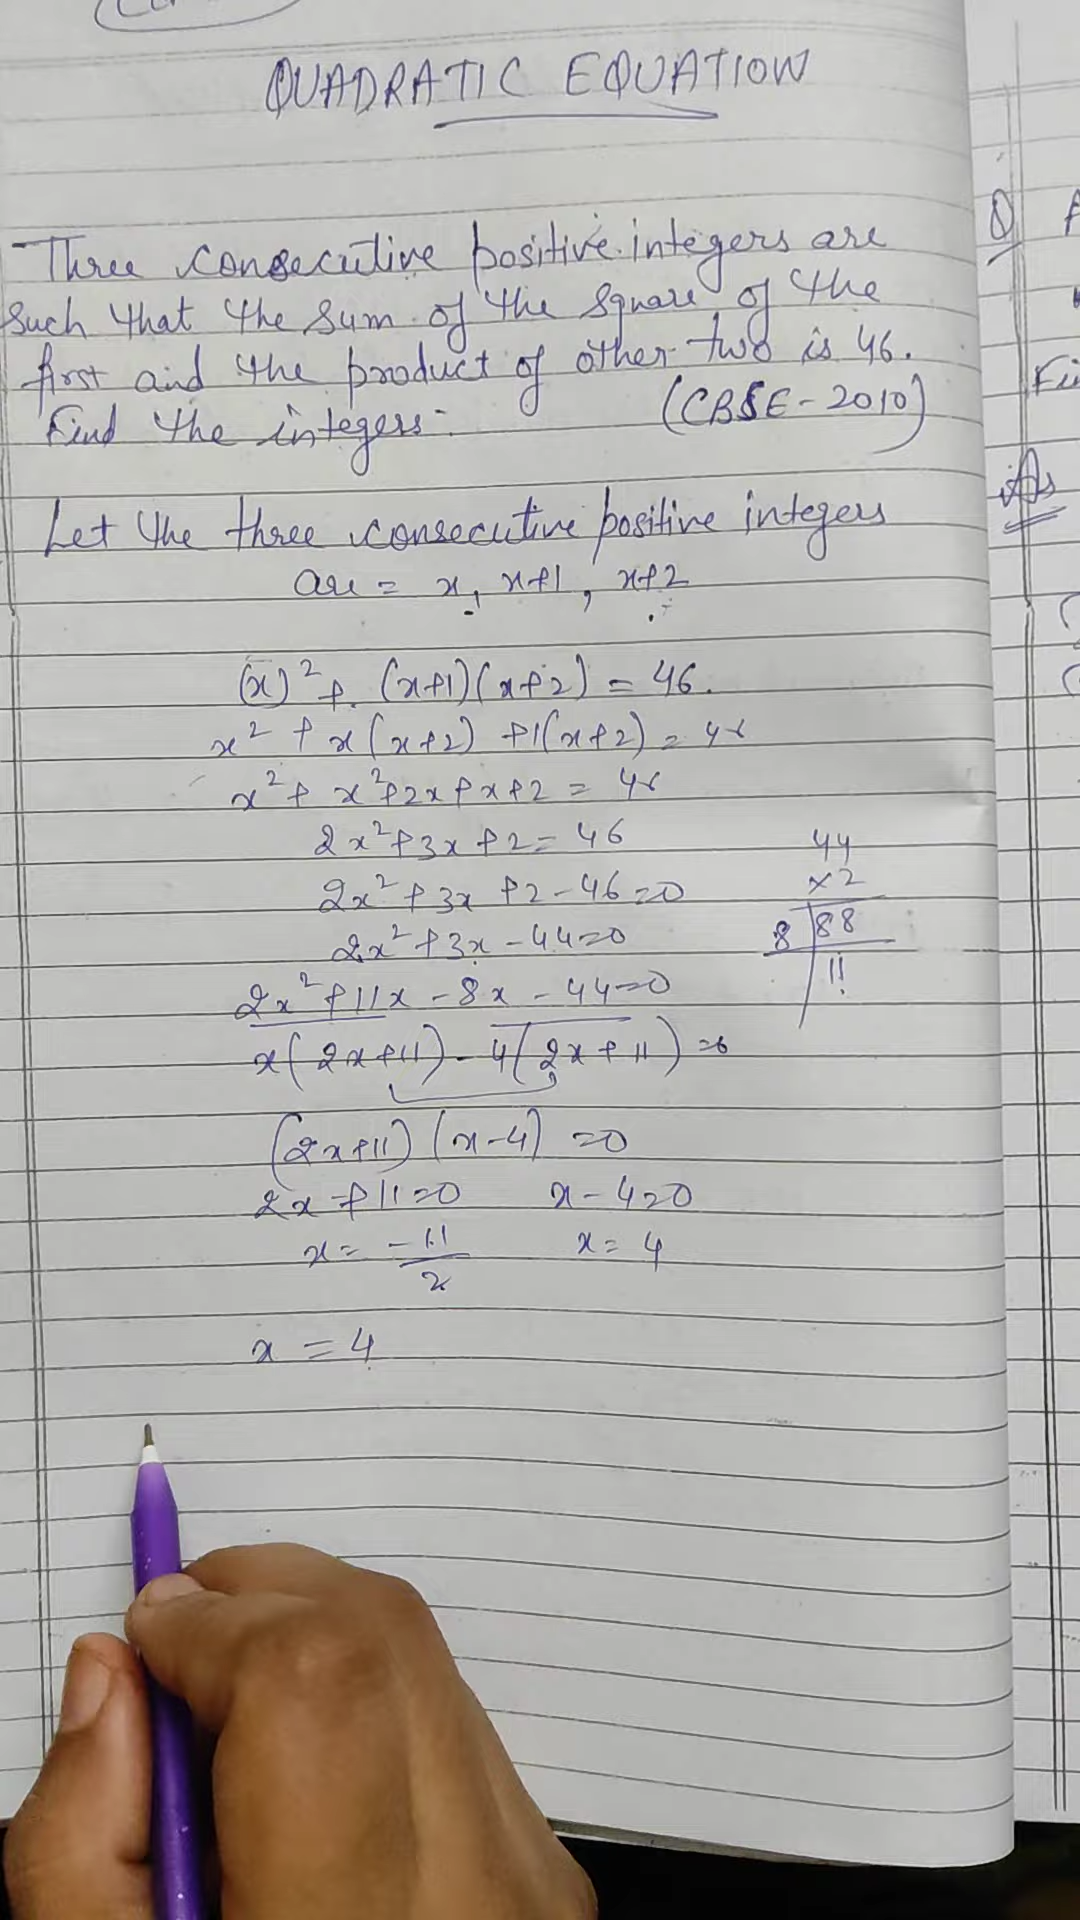 QUADRATIC EQUATION
Three consecutive positive integers are
such that the sum of the square of the
first and the product of other two is 46.
Find the integers.
(CBSE-2010)
Let the three consecutive positive integers
are = x, x+1, x+2
(x)² + (x+1)(x+2) = 46.
x² + x(x+2) +1(x+2) = 46
x² + x²+2x+x+2 = 46
2x²+3x+2 = 46
2x²+3x+2-46=0
2x²+3x-44=0
2x²+11x-8x-44=0
x(2x+11)-4(2x+11)=0
(2x+11)(x-4)=0
2x+11=0 x-4=0
x = -11/2 x = 4
x = 4
44
×2
8 88
11
Q
As